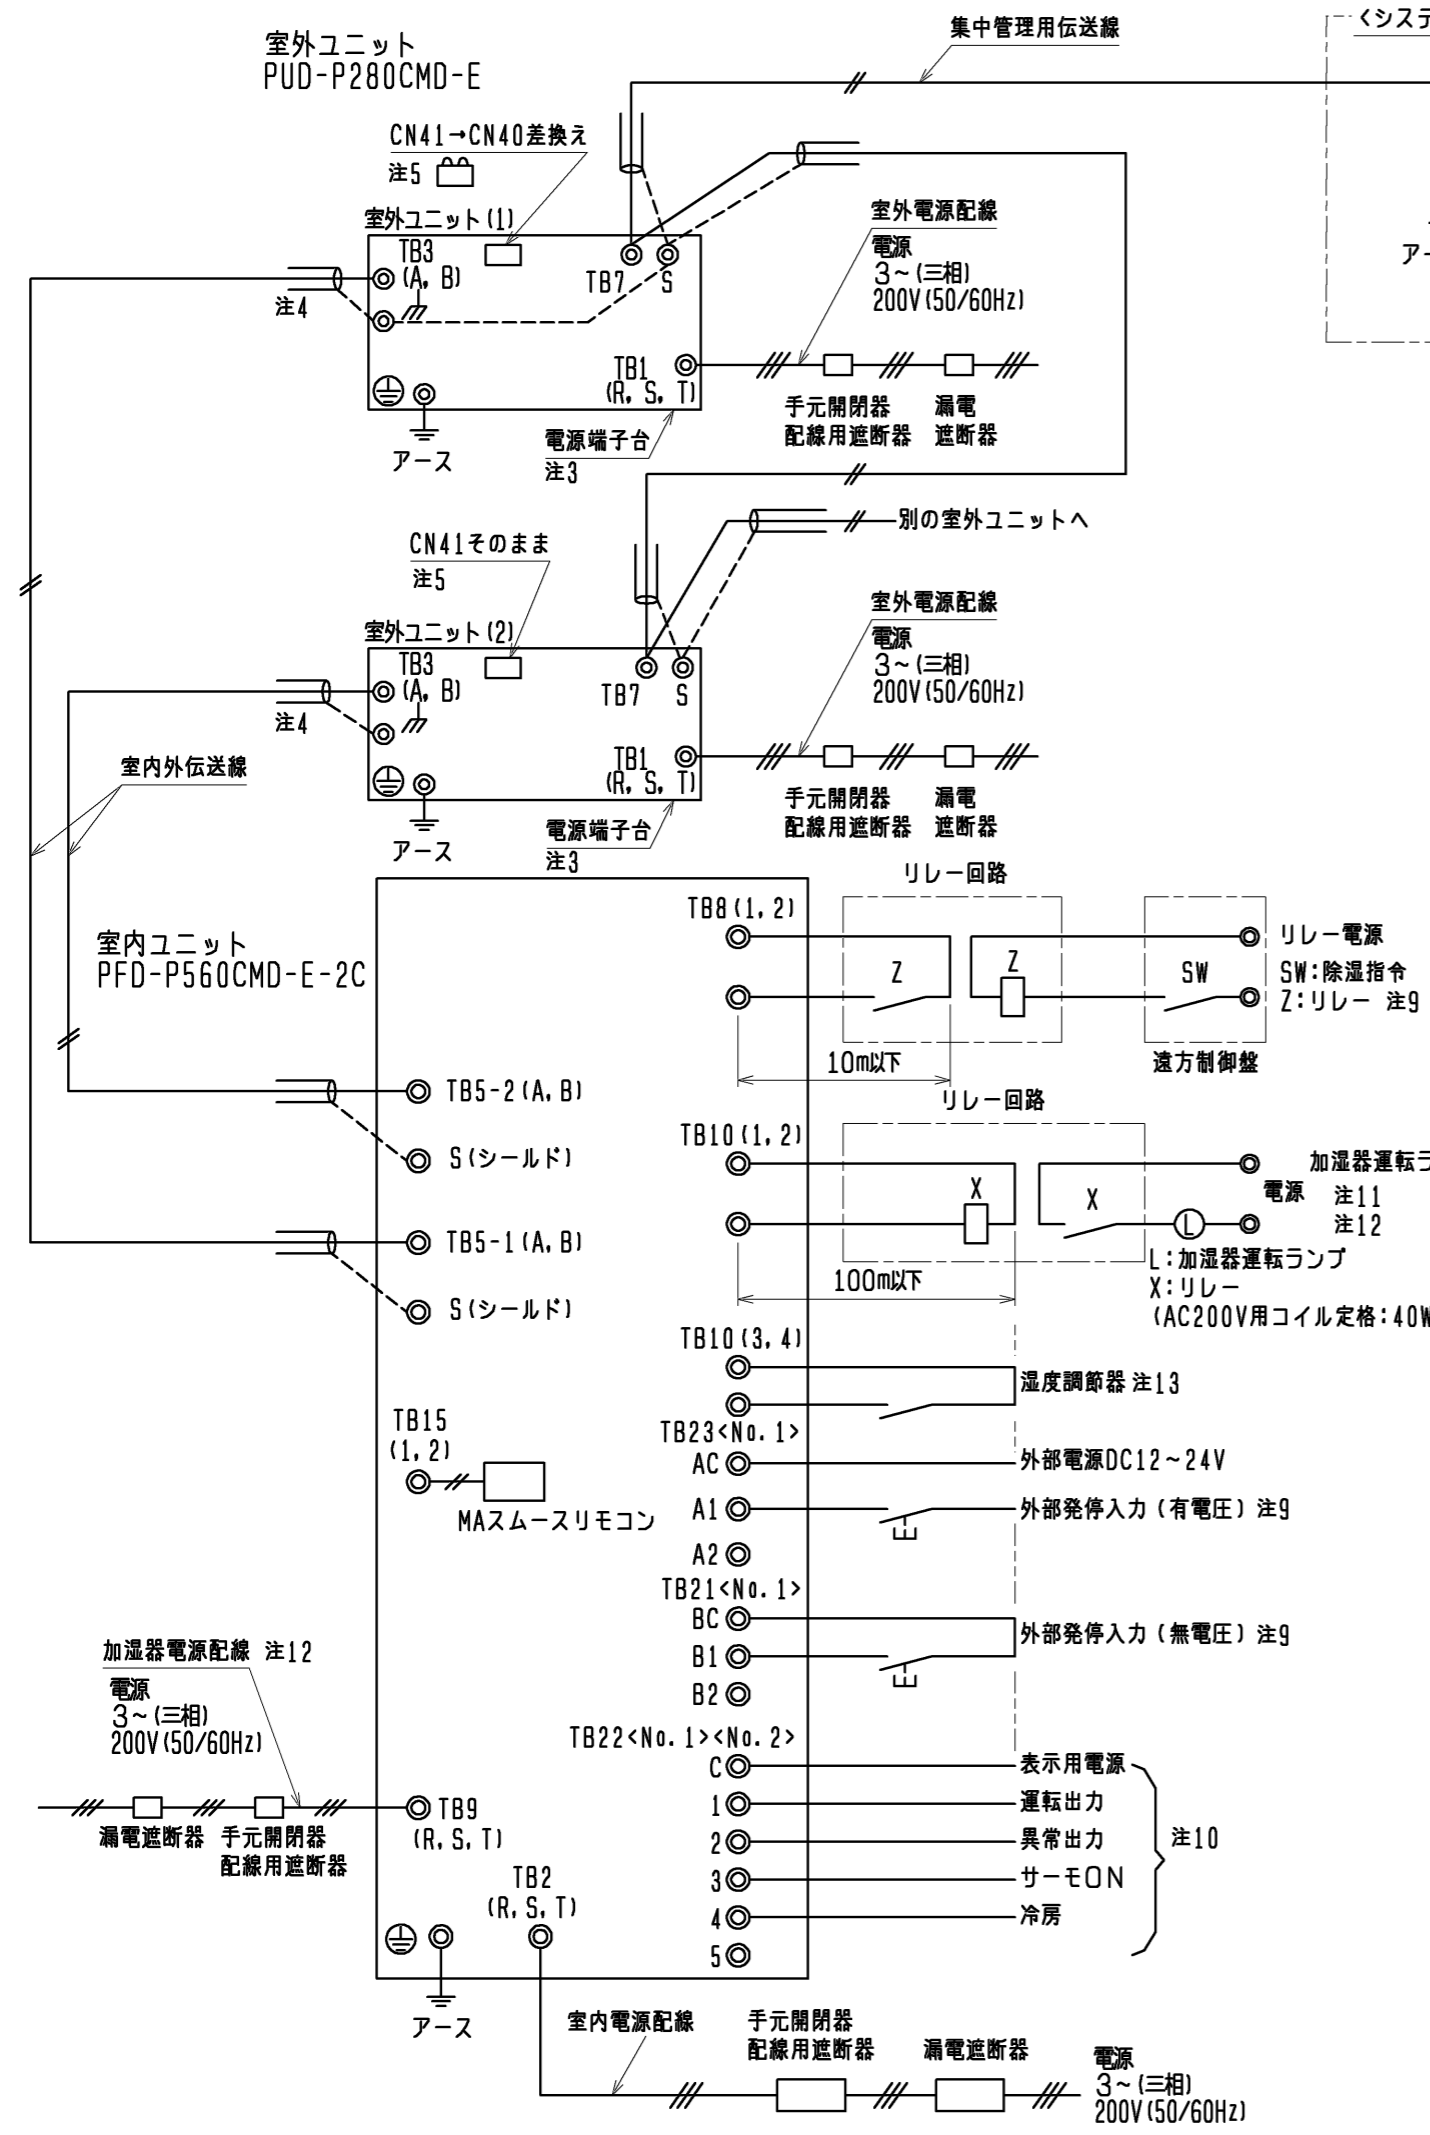 集中管理用伝送線
<システ
室外ユニット
PUD-P280CMD-E
CN41→CN40差換え
注5
室外ユニット(1)
TB3
(A, B)
TB7
S
注4
TB1
(R, S, T)
アース
電源端子台
注3
室外電源配線
電源
3~(三相)
200V(50/60Hz)
手元開閉器
配線用遮断器
漏電
遮断器
アー
別の室外ユニットへ
CN41そのまま
注5
室外ユニット(2)
TB3
(A, B)
TB7
S
注4
TB1
(R, S, T)
アース
電源端子台
注3
室外電源配線
電源
3~(三相)
200V(50/60Hz)
手元開閉器
配線用遮断器
漏電
遮断器
室内外伝送線
室内ユニット
PFD-P560CMD-E-2C
TB8(1, 2)
リレー回路
Z
Z
SW
リレー電源
SW:除湿指令
Z:リレー 注9
10m以下
遠方制御盤
TB5-2(A, B)
S(シールド)
TB5-1(A, B)
S(シールド)
リレー回路
TB10(1, 2)
X
X
L
加湿器運転ラ
電源
注11
注12
L:加湿器運転ランプ
X:リレー
(AC200V用コイル定格:40W
100m以下
TB10(3, 4)
湿度調節器 注13
TB15
(1, 2)
MAスムースリモコン
TB23<No. 1>
AC
外部電源DC12~24V
A1
外部発停入力(有電圧)注9
A2
TB21<No. 1>
BC
B1
外部発停入力(無電圧)注9
B2
TB22<No. 1><No. 2>
C
表示用電源
1
運転出力
2
異常出力
3
サーモON
4
冷房
5
注10
加湿器電源配線 注12
電源
3~(三相)
200V(50/60Hz)
漏電遮断器
手元開閉器
配線用遮断器
TB9
(R, S, T)
TB2
(R, S, T)
アース
室内電源配線
手元開閉器
配線用遮断器
漏電遮断器
電源
3~(三相)
200V(50/60Hz)